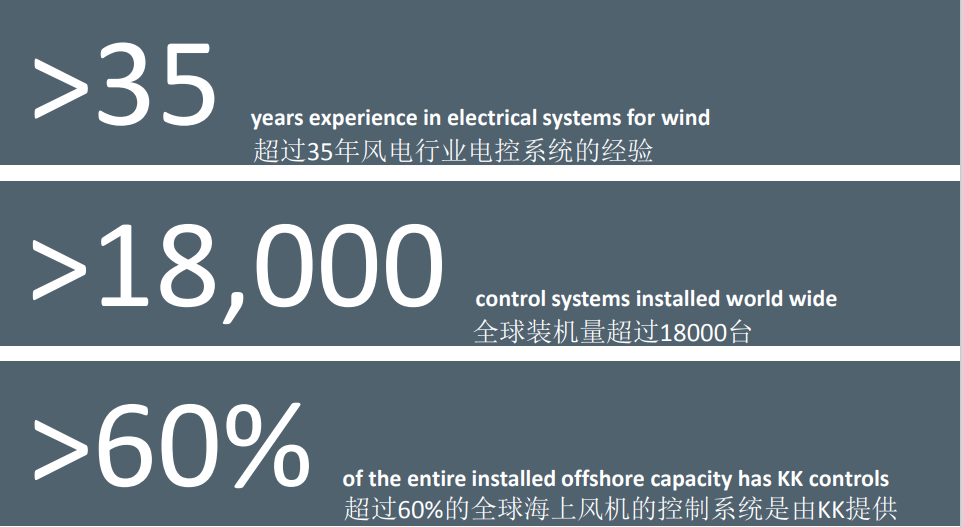 >35
years experience in electrical systems for wind
超过35年风电行业电控系统的经验
>18,000
control systems installed world wide
全球装机量超过18000台
>60%
of the entire installed offshore capacity has KK controls
超过60%的全球海上风机的控制系统是由KK提供